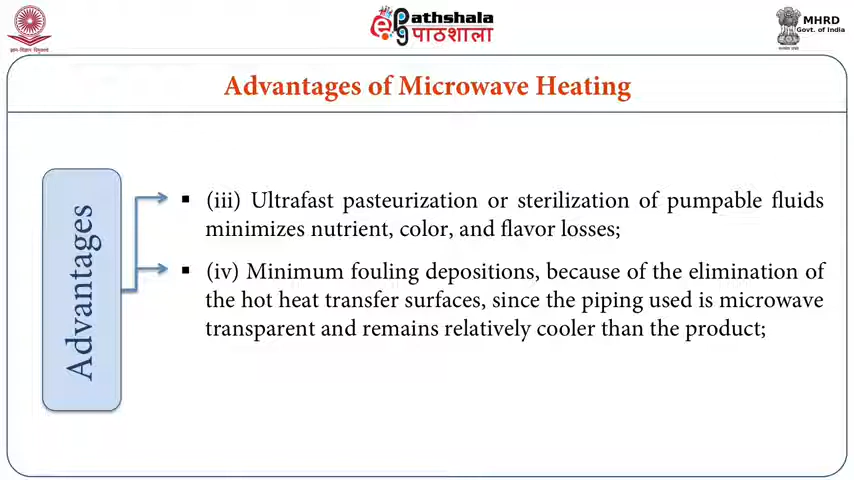 ePathshala
पाठशाला
MHRD
Govt. of India
Advantages of Microwave Heating
Advantages
▪ (iii) Ultrafast pasteurization or sterilization of pumpable fluids
minimizes nutrient, color, and flavor losses;
▪ (iv) Minimum fouling depositions, because of the elimination of
the hot heat transfer surfaces, since the piping used is microwave
transparent and remains relatively cooler than the product;